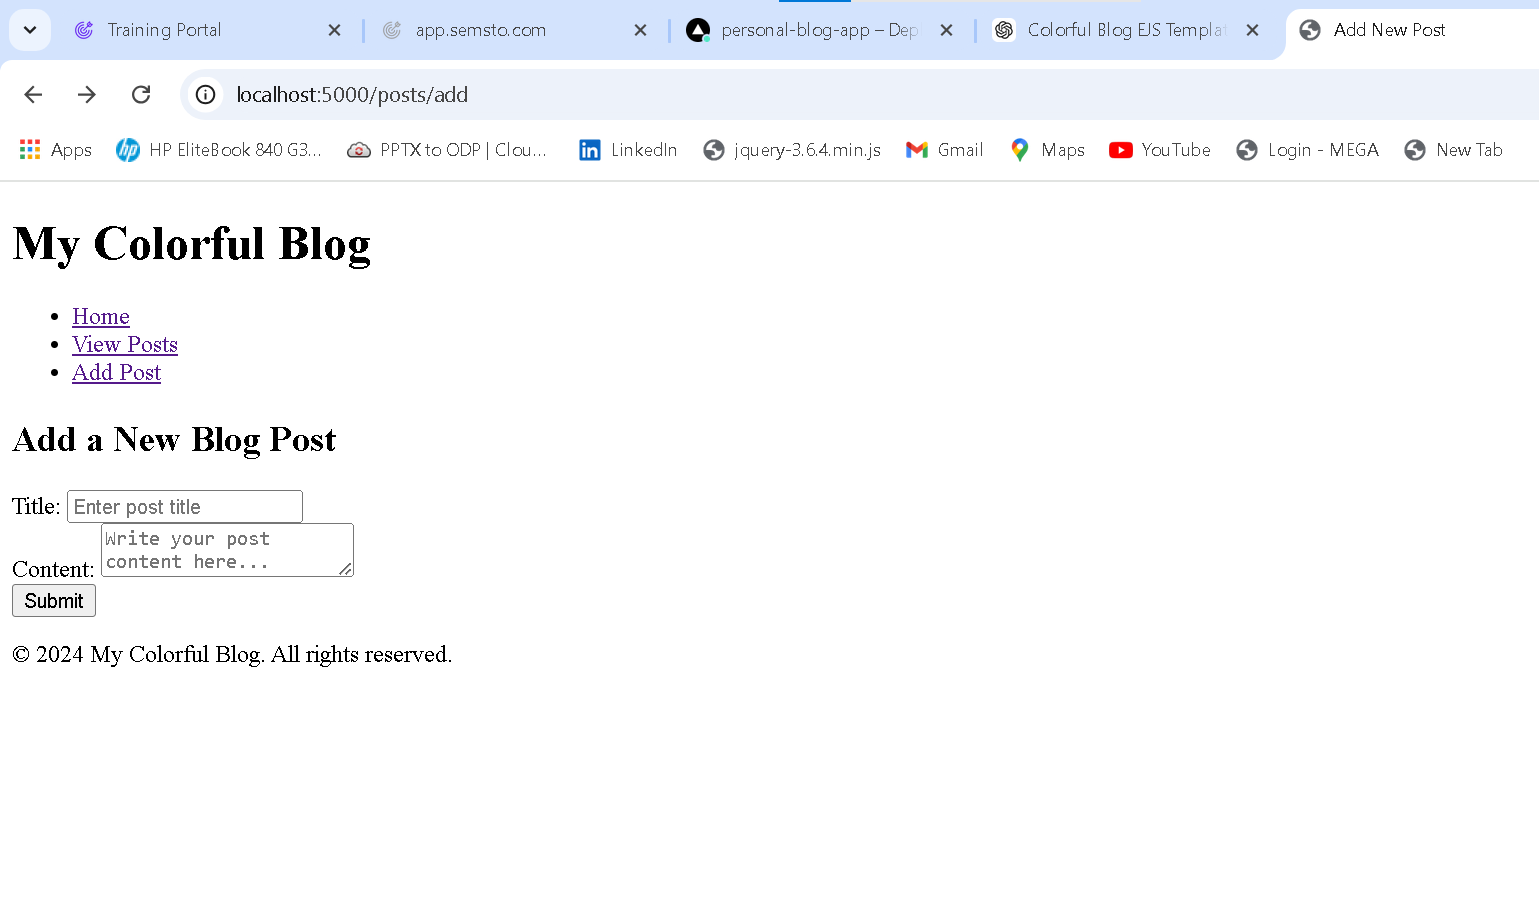 Training Portal
app.semsto.com
personal-blog-app – Dep
Colorful Blog EJS Templat
Add New Post
localhost:5000/posts/add
Apps
HP EliteBook 840 G3...
PPTX to ODP | Clou...
LinkedIn
jquery-3.6.4.min.js
Gmail
Maps
YouTube
Login - MEGA
New Tab
My Colorful Blog
Home
View Posts
Add Post
Add a New Blog Post
Title: Enter post title
Write your post
content here...
Content:
Submit
© 2024 My Colorful Blog. All rights reserved.